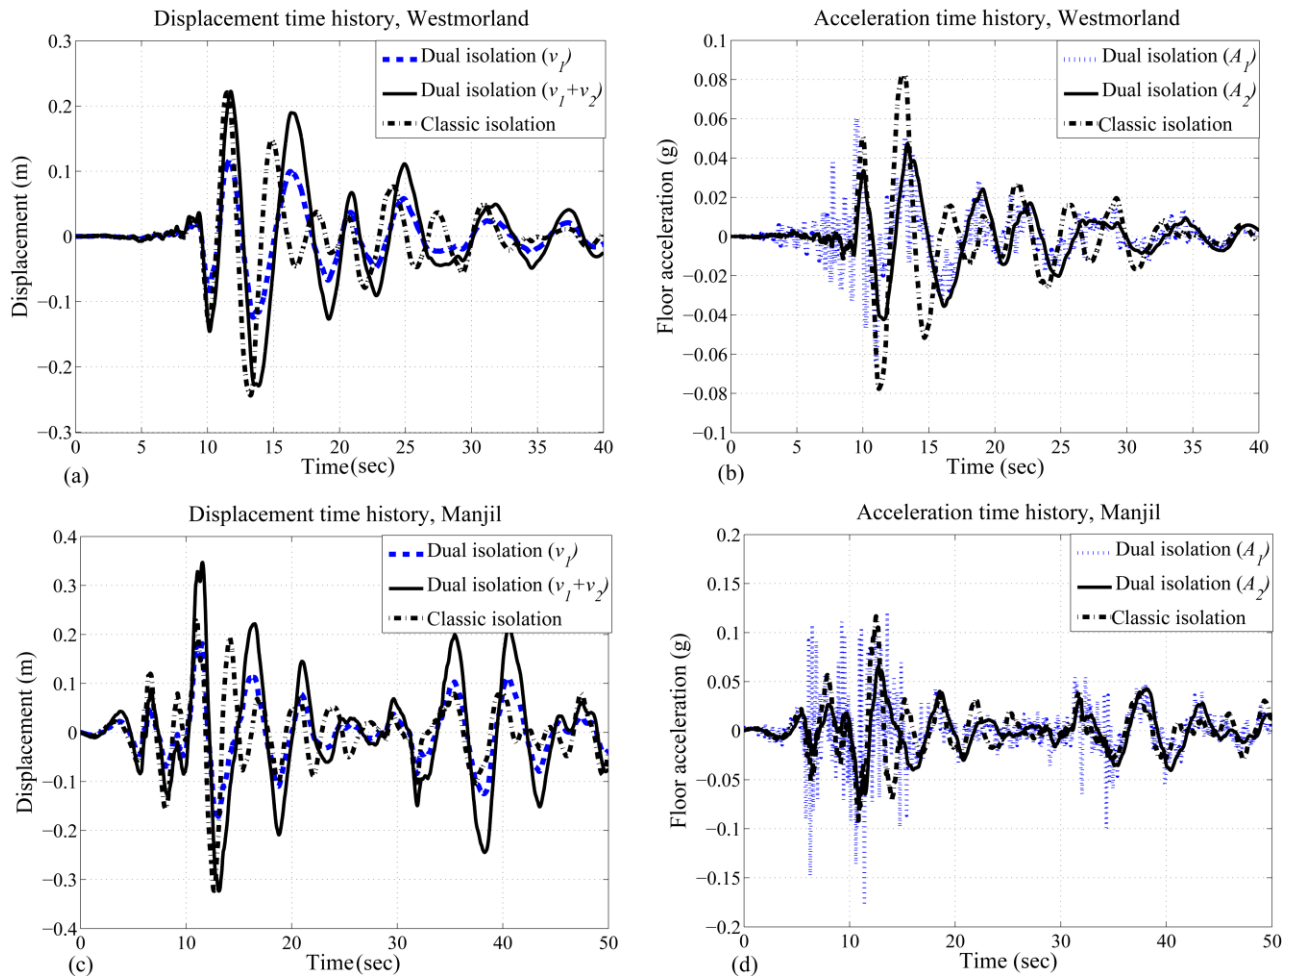 Displacement time history, Westmorland
Displacement (m)
0.3
0.2
0.1
0
−0.1
−0.2
−0.3
Dual isolation (v1)
Dual isolation (v1+v2)
Classic isolation
0 5 10 15 20 25 30 35 40
Time(sec)
(a)
Acceleration time history, Westmorland
Floor acceleration (g)
0.1
0.08
0.06
0.04
0.02
0
−0.02
−0.04
−0.06
−0.08
−0.1
Dual isolation (A1)
Dual isolation (A2)
Classic isolation
0 5 10 15 20 25 30 35 40
Time (sec)
(b)
Displacement time history, Manjil
Displacement (m)
0.4
0.3
0.2
0.1
0
−0.1
−0.2
−0.3
−0.4
Dual isolation (v1)
Dual isolation (v1+v2)
Classic isolation
0 10 20 30 40 50
Time(sec)
(c)
Acceleration time history, Manjil
Floor acceleration (g)
0.2
0.15
0.1
0.05
0
−0.05
−0.1
−0.15
−0.2
Dual isolation (A1)
Dual isolation (A2)
Classic isolation
0 10 20 30 40 50
Time (sec)
(d)